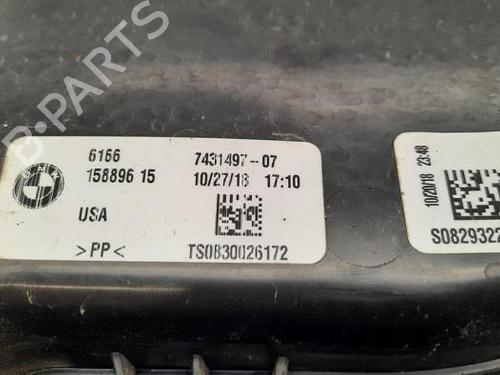 B-PARTS
6166
7431497-07
158896 15
10/27/18 17:10
USA
>PP<
TS0830026172
10/20/18 23:48
S0829322